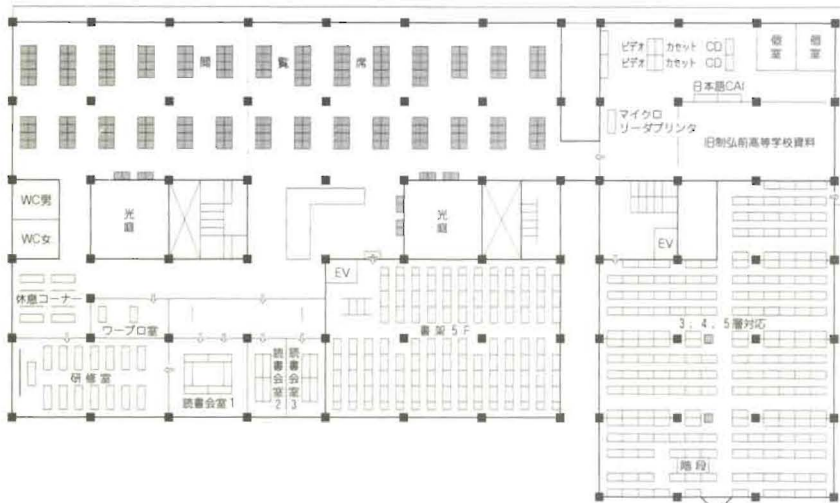 閲覧席
ビデオ カセット CD
ビデオ カセット CD
個室
個室
日本語CAI
マイクロ
リーダプリンタ
旧制弘前高等学校資料
WC男
WC女
光庭
光庭
EV
EV
休息コーナー
ワープロ室
研修室
読書会室1
読書会室2
読書会室3
書架5F
3,4,5層対応
階段